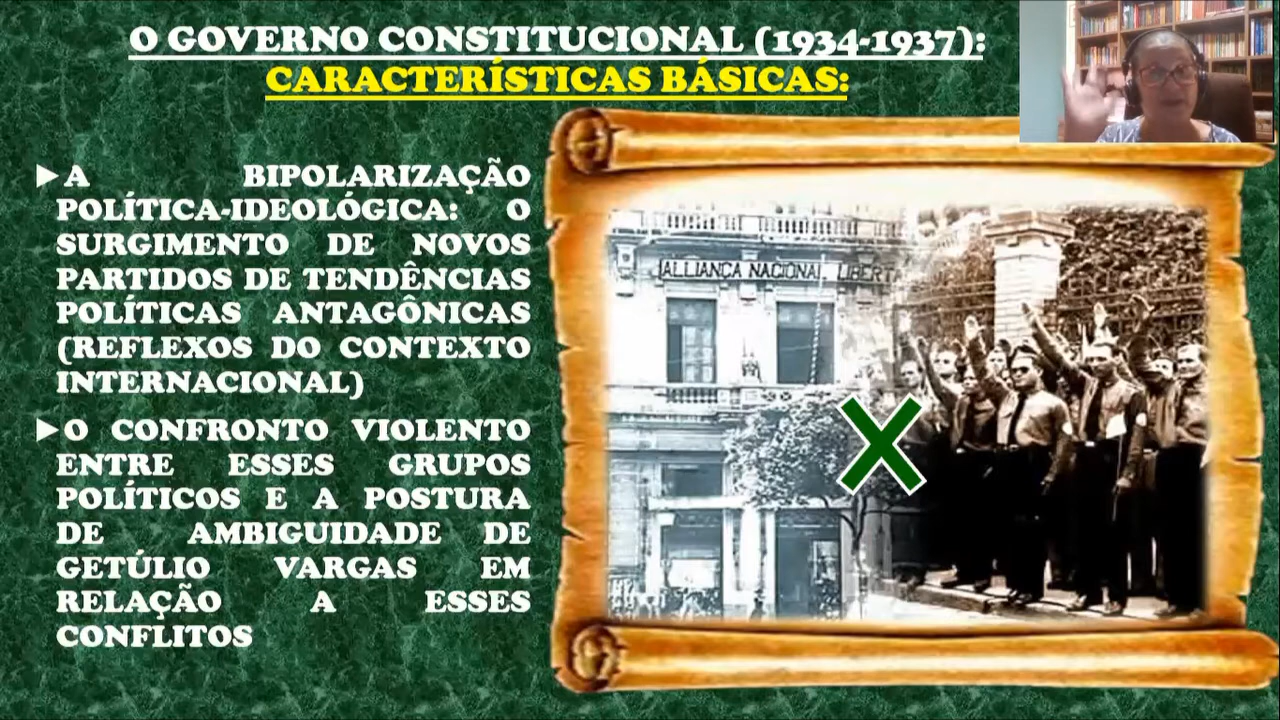 O GOVERNO CONSTITUCIONAL (1934-1937):
CARACTERÍSTICAS BÁSICAS:
►A BIPOLARIZAÇÃO
POLÍTICA-IDEOLÓGICA: O
SURGIMENTO DE NOVOS
PARTIDOS DE TENDÊNCIAS
POLÍTICAS ANTAGÔNICAS
(REFLEXOS DO CONTEXTO
INTERNACIONAL)
►O CONFRONTO VIOLENTO
ENTRE ESSES GRUPOS
POLÍTICOS E A POSTURA
DE AMBIGUIDADE DE
GETÚLIO VARGAS EM
RELAÇÃO A ESSES
CONFLITOS
ALLIANÇA NACIONAL LIBERTA
X